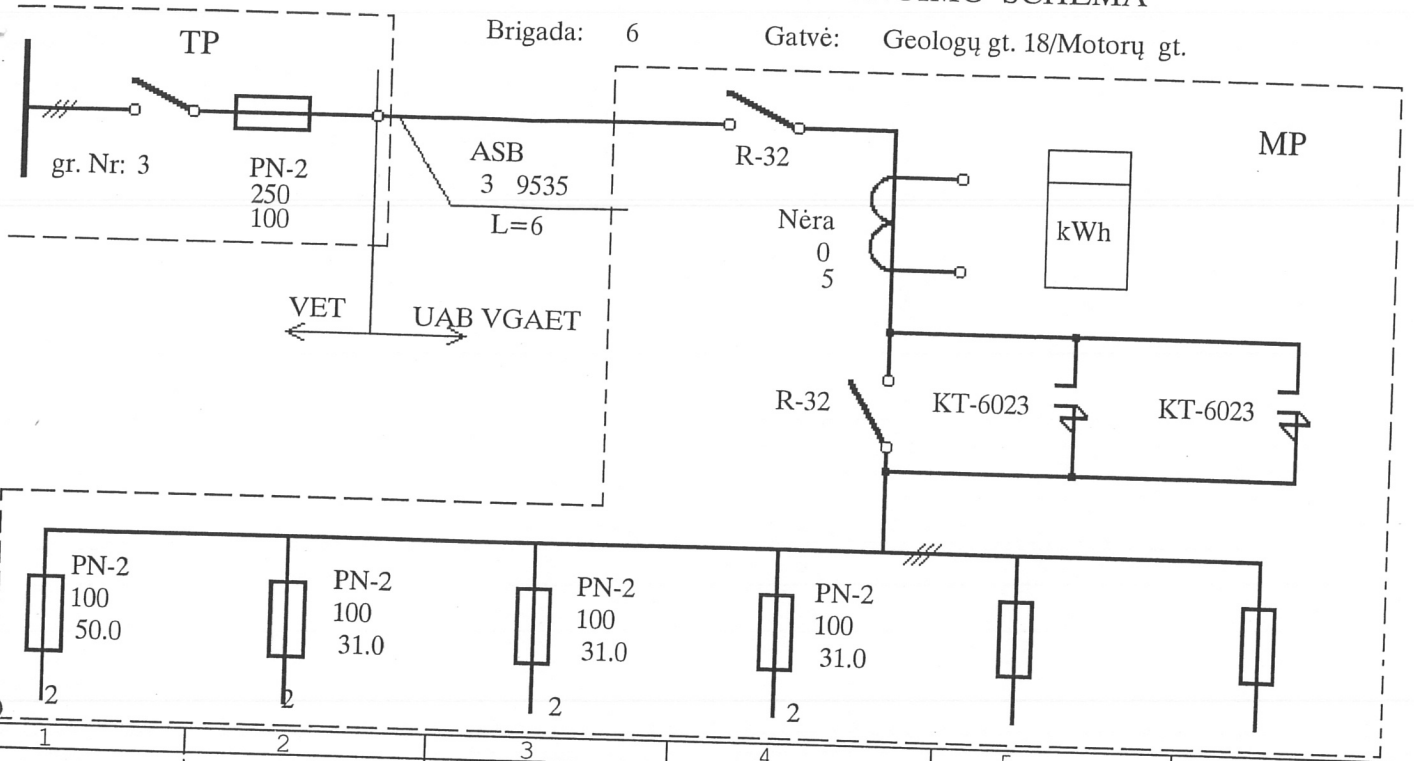 SCHEMA
Brigada: 6 Gatvė: Geologų gt. 18/Motorų gt.
TP
gr. Nr: 3
PN-2
250
100
ASB
3 9535
L=6
R-32
MP
Nėra
0
5
kWh
VET
UAB VGAET
R-32
KT-6023
KT-6023
PN-2
100
50.0
PN-2
100
31.0
PN-2
100
31.0
PN-2
100
31.0
2
2
2
2
1 2 3 4